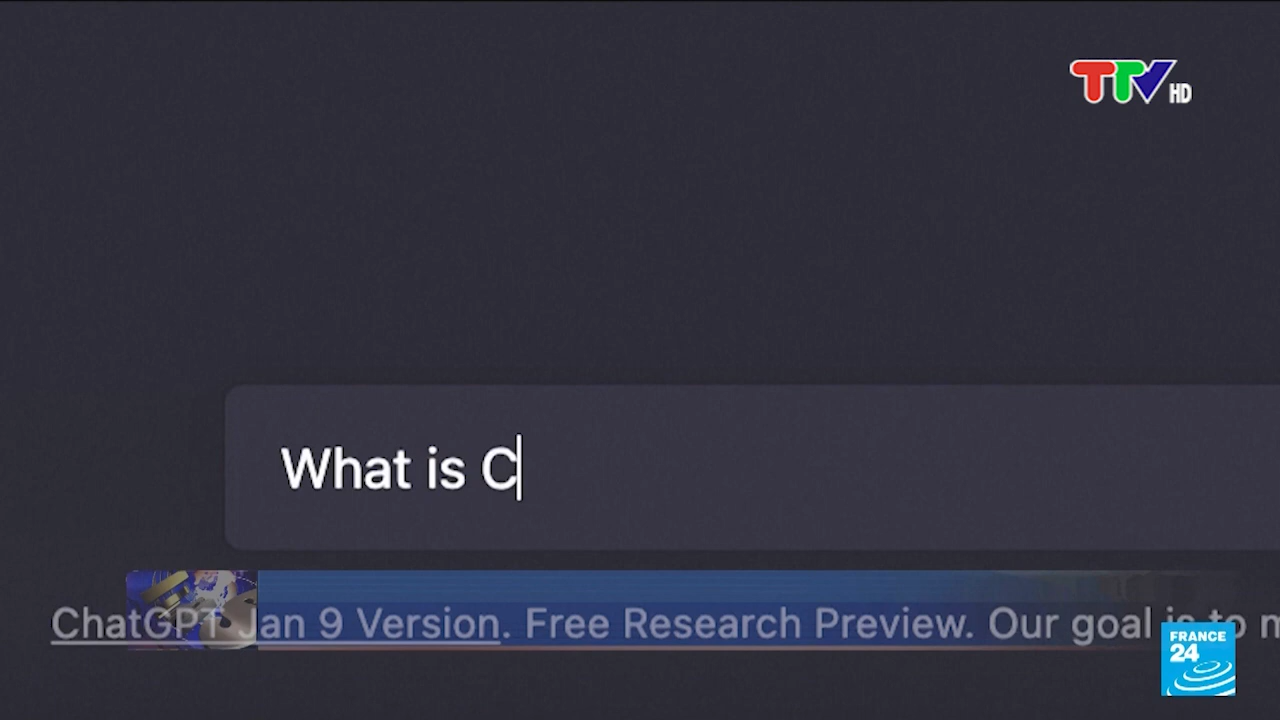 TTV HD
What is C
ChatGPT Jan 9 Version. Free Research Preview. Our goal is to m
FRANCE
24